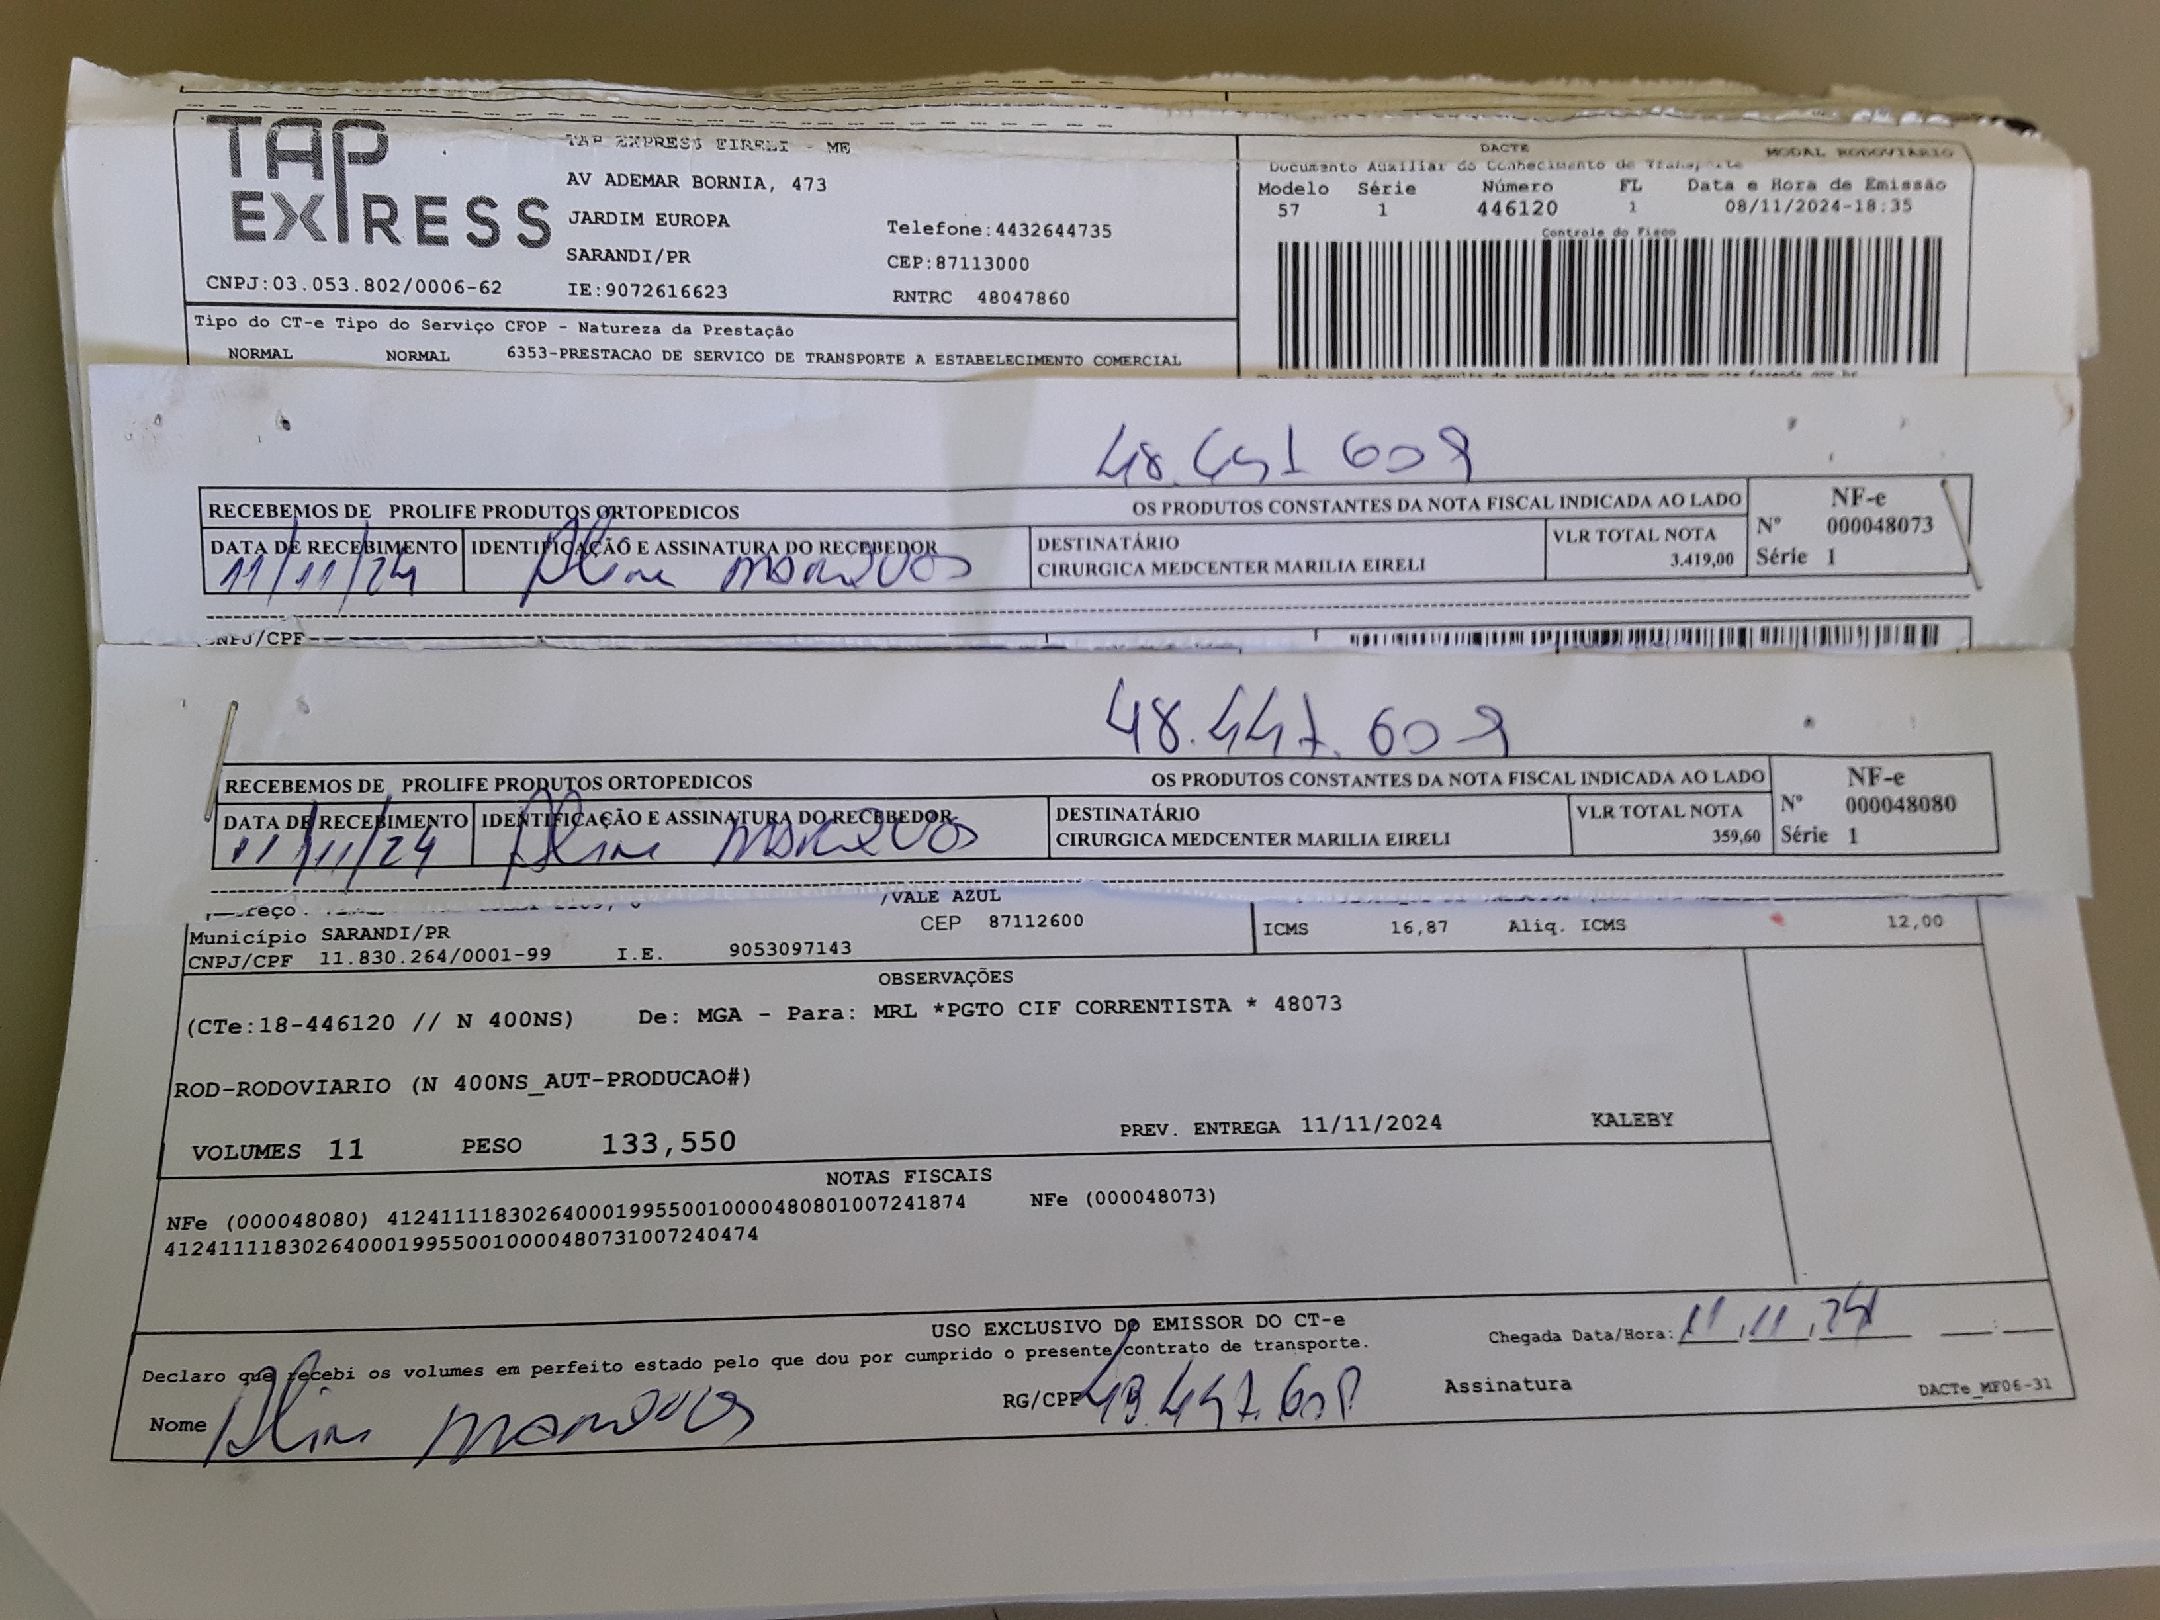 TAP EXPRESS
TAP EXPRESS EIRELI - ME
AV ADEMAR BORNIA, 473
JARDIM EUROPA
Telefone:4432644735
SARANDI/PR
CEP:87113000
CNPJ:03.053.802/0006-62
IE:9072616623
RNTRC 48047860
DACTE
MODAL RODOVIARIO
Documento Auxiliar do Conhecimento de Transporte
Modelo Série Número FL Data e Hora de Emissão
57 1 446120 1 08/11/2024-18:35
Controle do Fisco
Tipo do CT-e Tipo do Serviço CFOP - Natureza da Prestação
NORMAL NORMAL 6353-PRESTACAO DE SERVICO DE TRANSPORTE A ESTABELECIMENTO COMERCIAL
RECEBEMOS DE PROLIFE PRODUTOS ORTOPEDICOS OS PRODUTOS CONSTANTES DA NOTA FISCAL INDICADA AO LADO
NF-e
Nº 000048073
Série 1
DATA DE RECEBIMENTO
11/11/24
IDENTIFICAÇÃO E ASSINATURA DO RECEBEDOR
DESTINATÁRIO
CIRURGICA MEDCENTER MARILIA EIRELI
VLR TOTAL NOTA
3.419,00
CNPJ/CPF
48.447.609
RECEBEMOS DE PROLIFE PRODUTOS ORTOPEDICOS OS PRODUTOS CONSTANTES DA NOTA FISCAL INDICADA AO LADO
NF-e
Nº 000048080
Série 1
DATA DE RECEBIMENTO
11/11/24
IDENTIFICAÇÃO E ASSINATURA DO RECEBEDOR
DESTINATÁRIO
CIRURGICA MEDCENTER MARILIA EIRELI
VLR TOTAL NOTA
359,60
/VALE AZUL
Município SARANDI/PR CEP 87112600
CNPJ/CPF 11.830.264/0001-99 I.E. 9053097143
ICMS 16,87 Aliq. ICMS 12,00
OBSERVAÇÕES
(CTe:18-446120 // N 400NS) De: MGA - Para: MRL *PGTO CIF CORRENTISTA * 48073
ROD-RODOVIARIO (N 400NS_AUT-PRODUCAO#)
VOLUMES 11 PESO 133,550 PREV. ENTREGA 11/11/2024 KALEBY
NOTAS FISCAIS
NFe (000048080) 41241111830264000199550010000480801007241874 NFe (000048073)
41241111830264000199550010000480731007240474
USO EXCLUSIVO DO EMISSOR DO CT-e
Declaro que recebi os volumes em perfeito estado pelo que dou por cumprido o presente contrato de transporte.
Chegada Data/Hora: 11,11,24
Nome
RG/CPF
Assinatura
DACTe_MF06-31